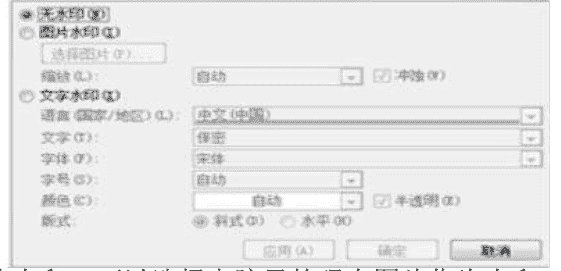 无水印(N)
图片水印(I)
选择图片(P)...
缩放(L): 自动 冲蚀(W)
文字水印(X)
语言(国家/地区)(L): 中文(中国)
文字(T): 保密
字体(F): 宋体
字号(S): 自动
颜色(C): 自动 半透明(E)
版式: 斜式(D) 水平(H)
应用(A) 确定 取消